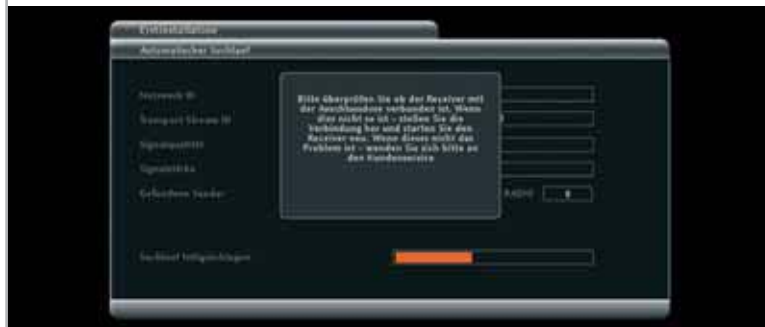 Erstinstallation
Automatischer Suchlauf
Netzwerk ID
Bitte überprüfen Sie ob der Receiver mit
der Anschlussdose verbunden ist. Wenn
dies nicht so ist - stellen Sie die
Verbindung her und starten Sie den
Receiver neu. Wenn dieses nicht das
Problem ist - wenden Sie sich bitte an
den Kundenservice
Transport Stream ID
Signalqualität
Signalstärke
Gefundene Sender
RADIO
Suchlauf fehlgeschlagen